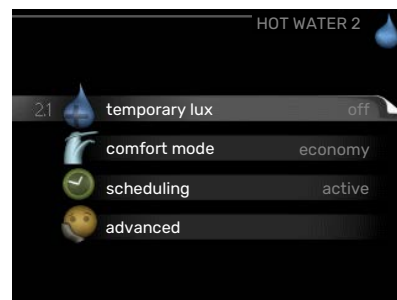 HOT WATER 2
2.1 temporary lux off
comfort mode economy
scheduling active
advanced